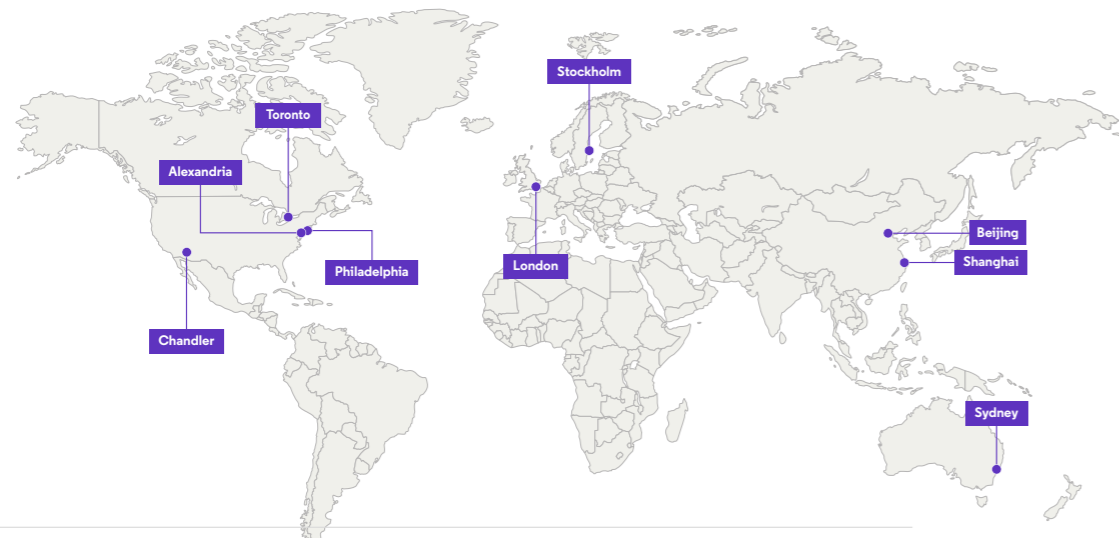 Stockholm
Toronto
Alexandria
Beijing
Shanghai
London
Philadelphia
Chandler
Sydney